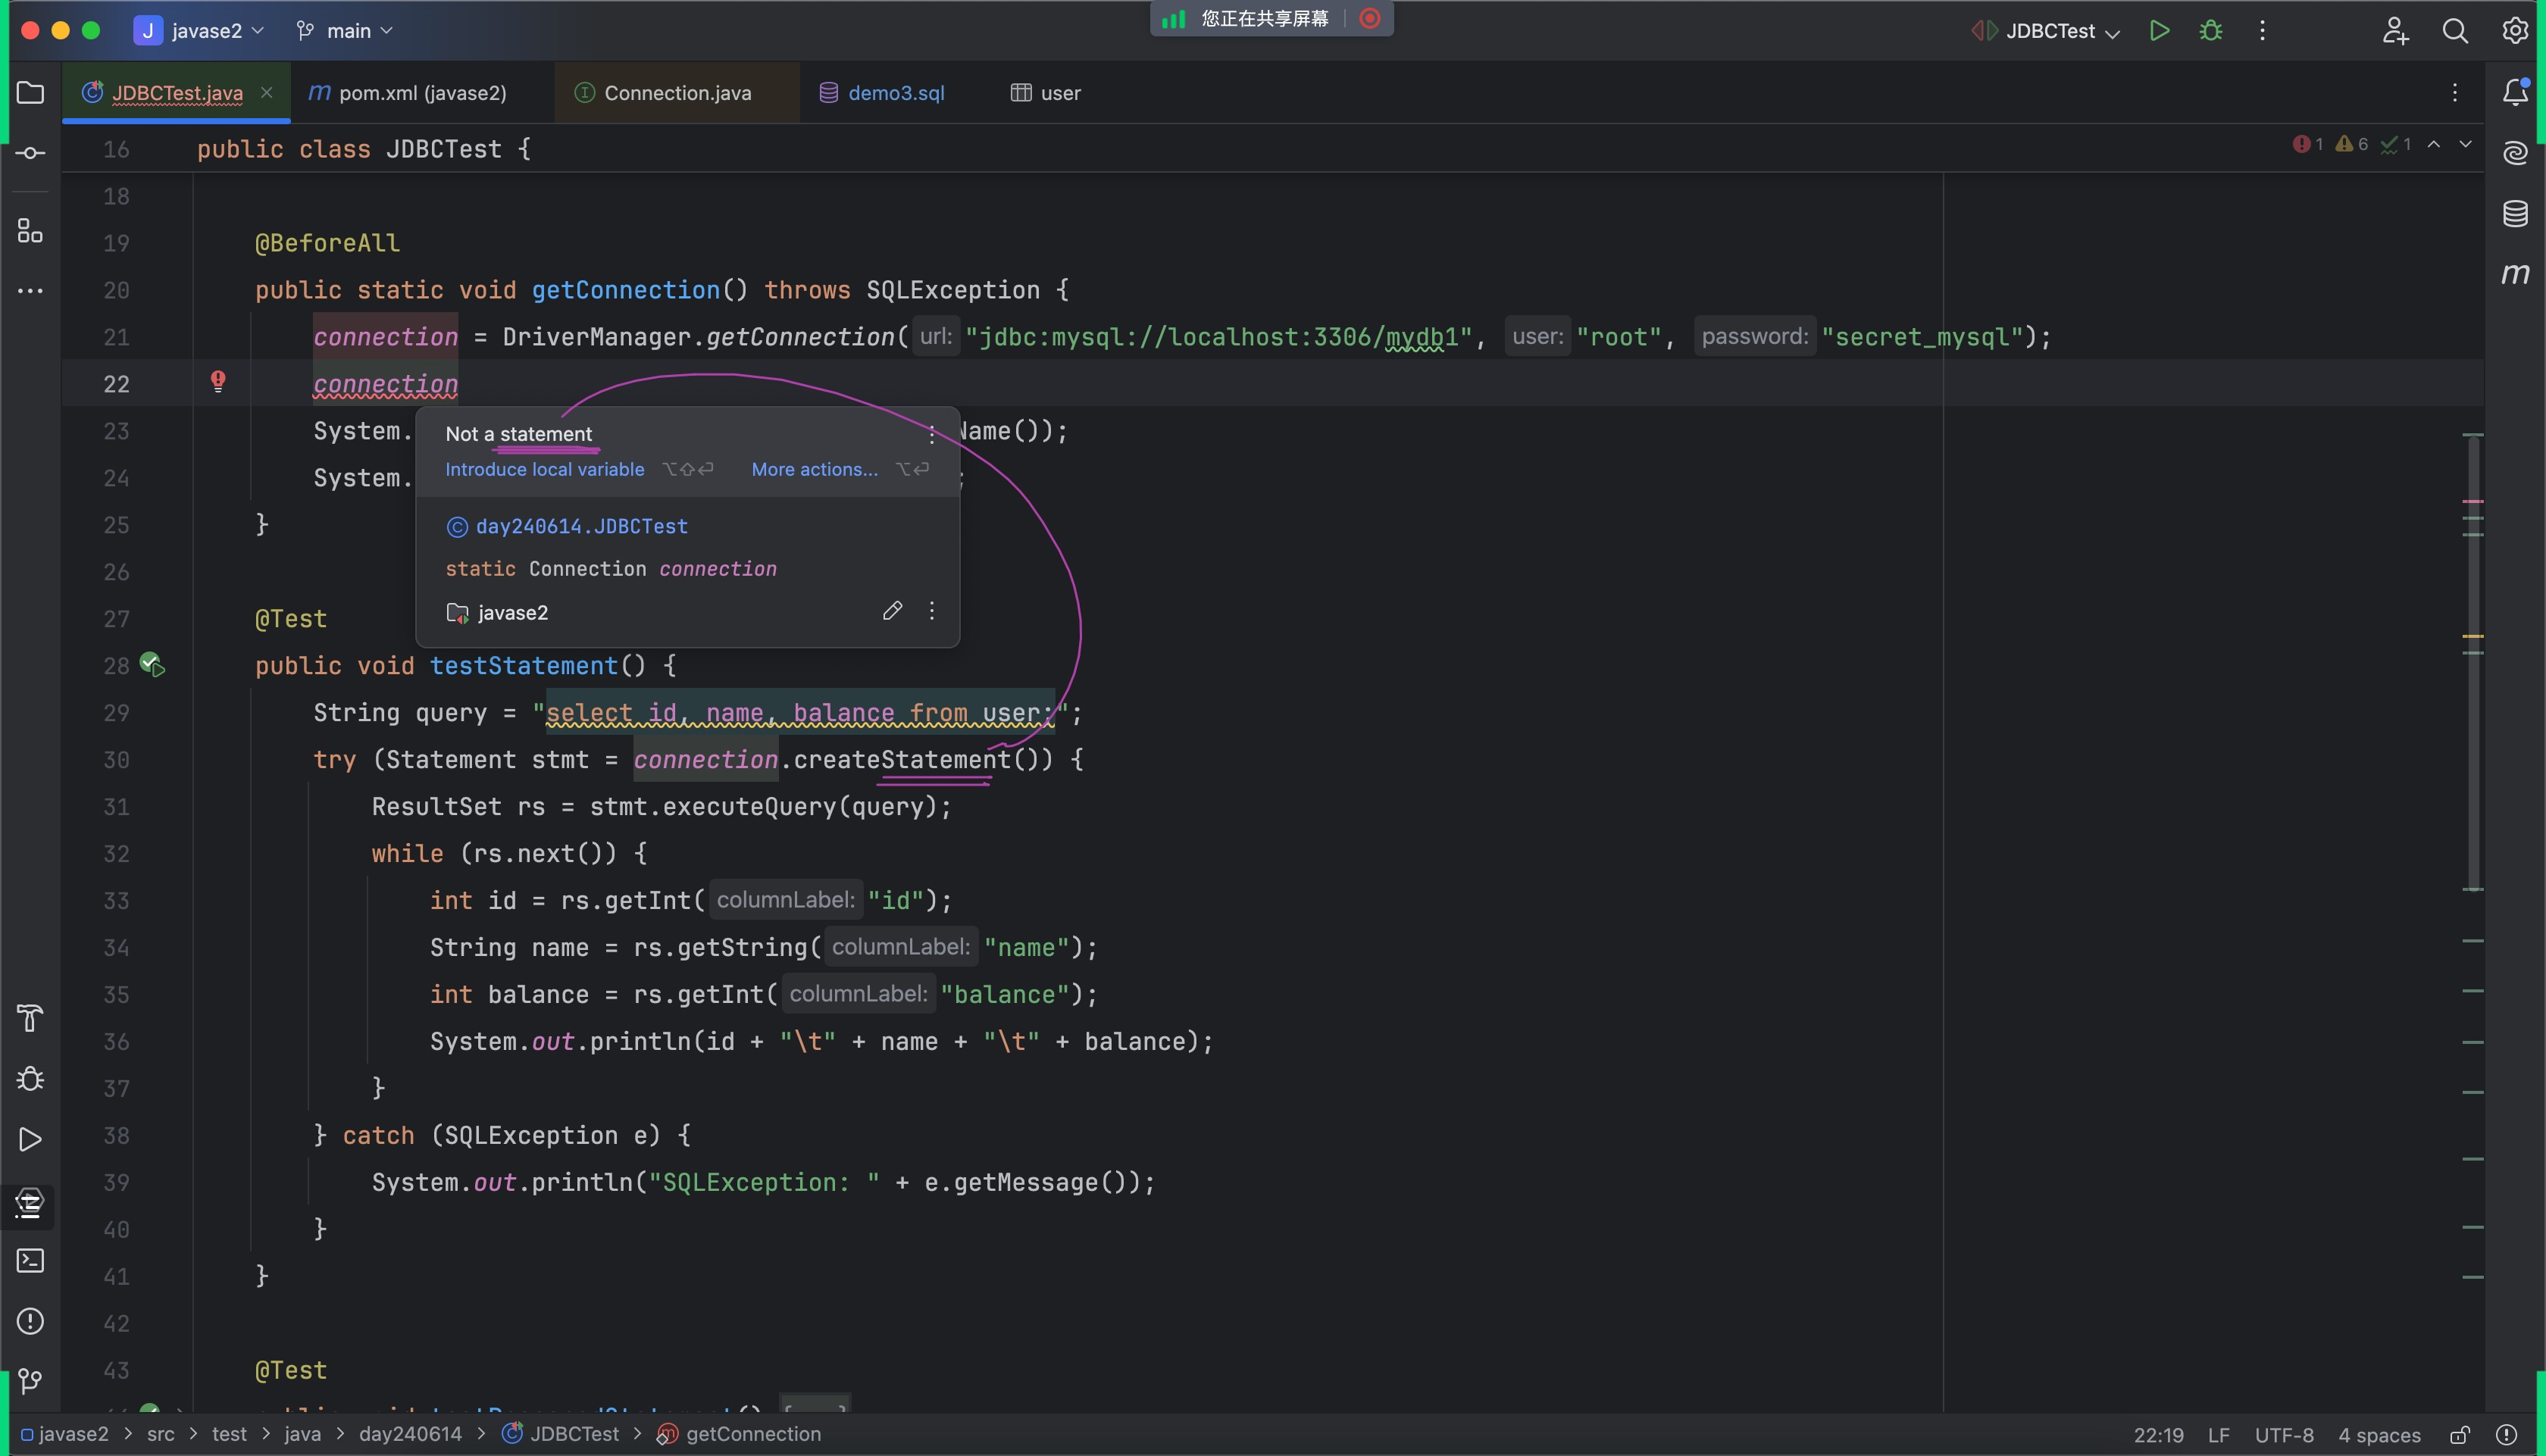 J javase2 main 您正在共享屏幕 JDBCTest
JDBCTest.java m pom.xml (javase2) Connection.java demo3.sql user
16 public class JDBCTest { 1 6 1
18
19 @BeforeAll
20 public static void getConnection() throws SQLException {
21 connection = DriverManager.getConnection( url: "jdbc:mysql://localhost:3306/mydb1", user: "root", password: "secret_mysql");
22 connection
Not a statement
Introduce local variable ⌥⇧⏎ More actions... ⌥⏎
day240614.JDBCTest
static Connection connection
javase2
23 System. Name());
24 System. ;
25 }
26
27 @Test
28 public void testStatement() {
29 String query = "select id, name, balance from user;";
30 try (Statement stmt = connection.createStatement()) {
31 ResultSet rs = stmt.executeQuery(query);
32 while (rs.next()) {
33 int id = rs.getInt( columnLabel: "id");
34 String name = rs.getString( columnLabel: "name");
35 int balance = rs.getInt( columnLabel: "balance");
36 System.out.println(id + "\t" + name + "\t" + balance);
37 }
38 } catch (SQLException e) {
39 System.out.println("SQLException: " + e.getMessage());
40 }
41 }
42
43 @Test
javase2 > src > test > java > day240614 > JDBCTest > getConnection 22:19 LF UTF-8 4 spaces